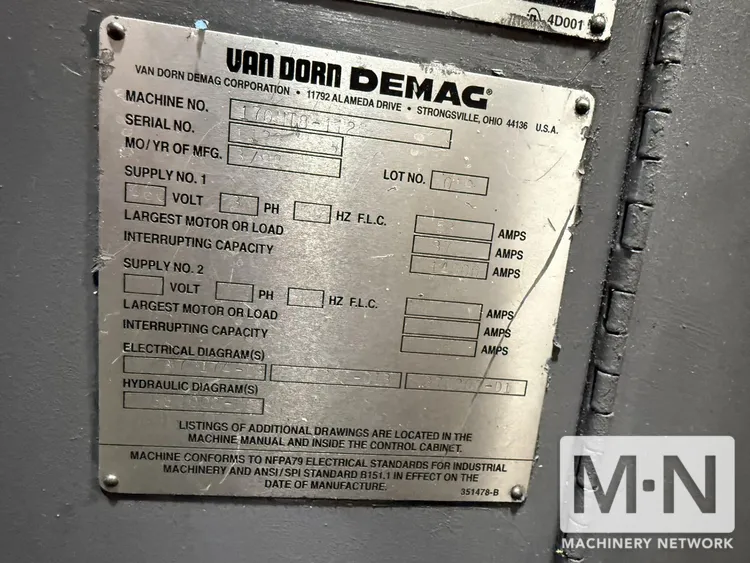 4D001
VAN DORN DEMAG®
VAN DORN DEMAG CORPORATION • 11792 ALAMEDA DRIVE • STRONGSVILLE, OHIO 44136 U.S.A.
MACHINE NO.
SERIAL NO.
MO/YR OF MFG. LOT NO.
SUPPLY NO. 1
VOLT PH HZ F.L.C. AMPS
LARGEST MOTOR OR LOAD AMPS
INTERRUPTING CAPACITY AMPS
SUPPLY NO. 2
VOLT PH HZ F.L.C. AMPS
LARGEST MOTOR OR LOAD AMPS
INTERRUPTING CAPACITY AMPS
ELECTRICAL DIAGRAM(S)
HYDRAULIC DIAGRAM(S)
LISTINGS OF ADDITIONAL DRAWINGS ARE LOCATED IN THE
MACHINE MANUAL AND INSIDE THE CONTROL CABINET.
MACHINE CONFORMS TO NFPA79 ELECTRICAL STANDARDS FOR INDUSTRIAL
MACHINERY AND ANSI/SPI STANDARD B151.1 IN EFFECT ON THE
DATE OF MANUFACTURE.
351478-B
M·N
MACHINERY NETWORK